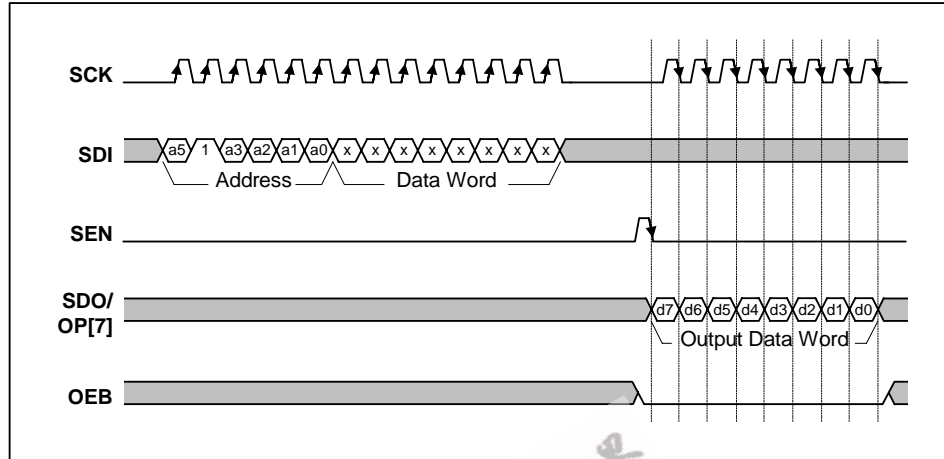 SCK
SDI
a5 1 a3 a2 a1 a0 x x x x x x x x
Address Data Word
SEN
SDO/
OP[7]
d7 d6 d5 d4 d3 d2 d1 d0
Output Data Word
OEB